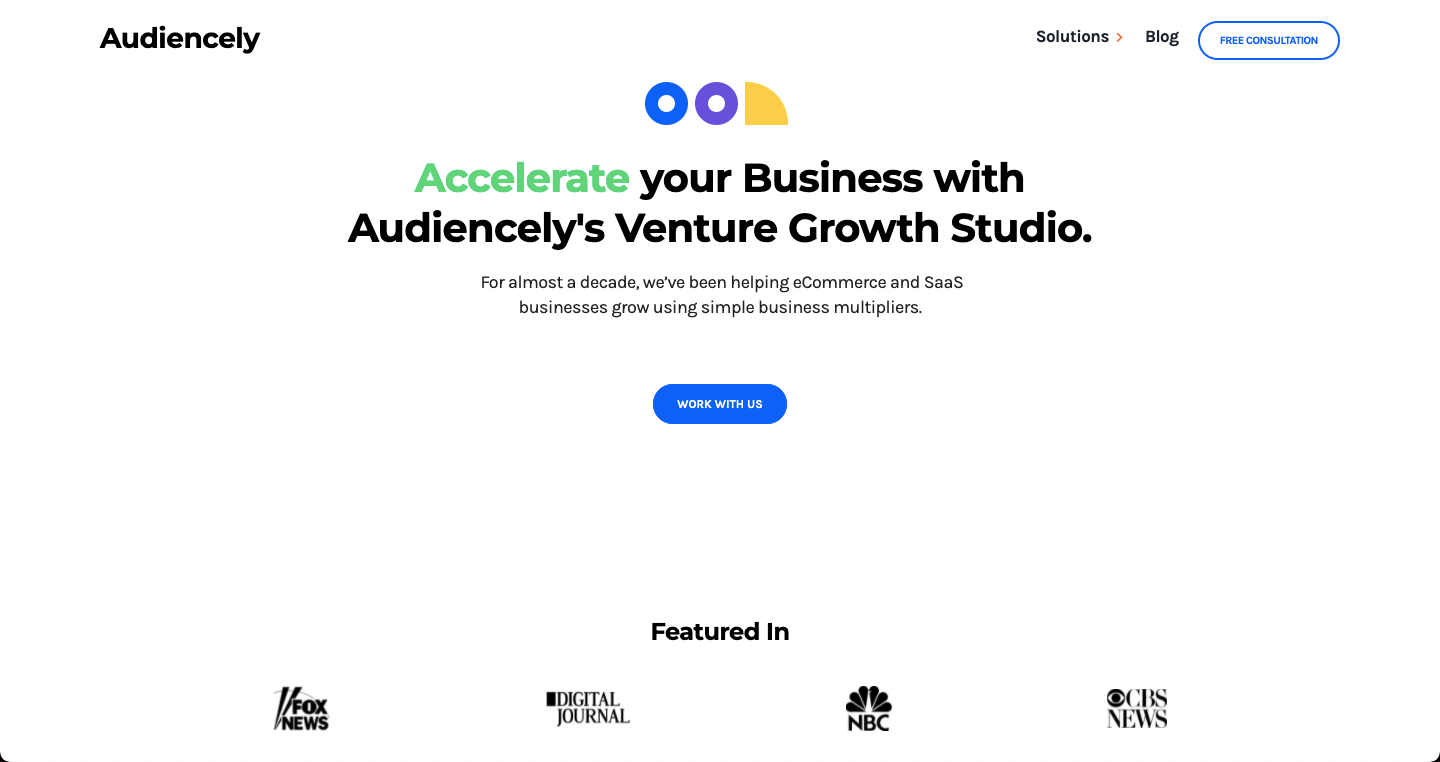 Audiencely
Solutions
Blog
FREE CONSULTATION
Accelerate your Business with
Audiencely's Venture Growth Studio.
For almost a decade, we’ve been helping eCommerce and SaaS
businesses grow using simple business multipliers.
WORK WITH US
Featured In
FOX
NEWS
DIGITAL
JOURNAL
NBC
CBS
NEWS